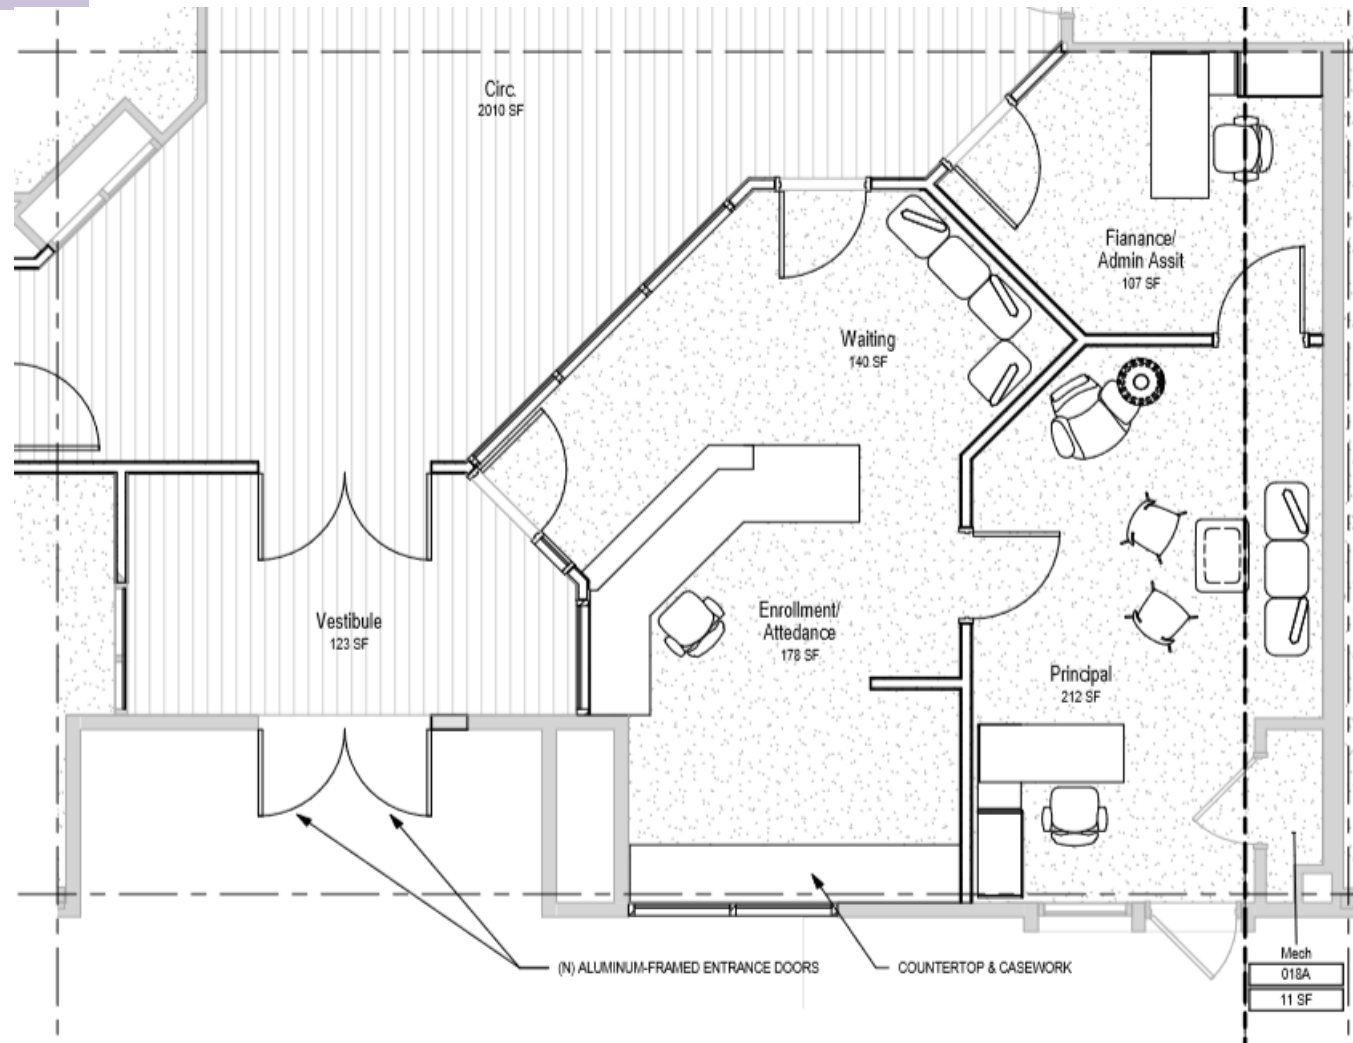 Circ.
2010 SF
Fianance/
Admin Assit
107 SF
Waiting
140 SF
Enrollment/
Attedance
178 SF
Vestibule
123 SF
Principal
212 SF
(N) ALUMINUM-FRAMED ENTRANCE DOORS
COUNTERTOP & CASEWORK
Mech
018A
11 SF